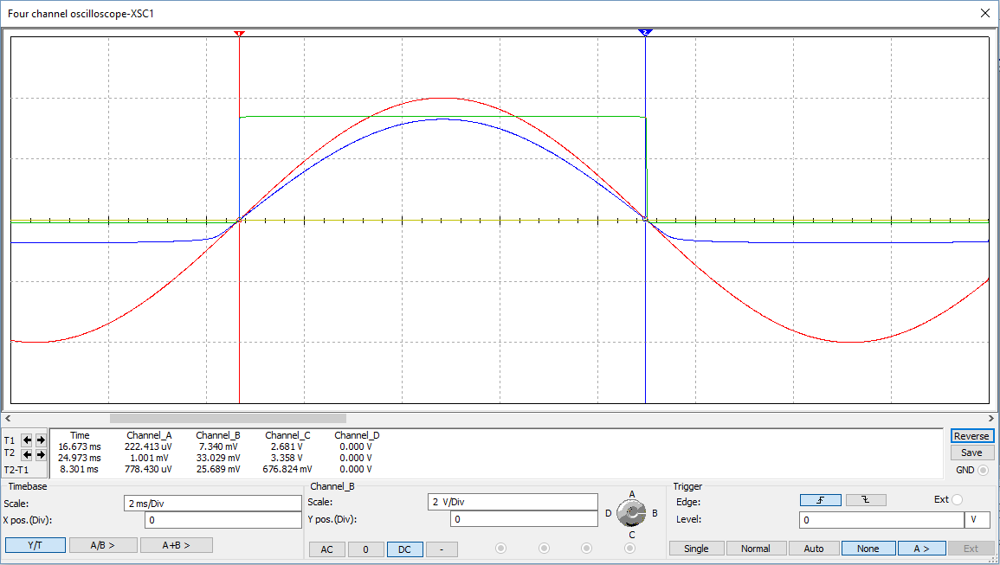 Four channel oscilloscope-XSC1
1 2
Time Channel_A Channel_B Channel_C Channel_D
T1 16.673 ms 222.413 uV 7.340 mV 2.681 V 0.000 V
T2 24.973 ms 1.001 mV 33.029 mV 3.358 V 0.000 V
T2-T1 8.301 ms 778.430 uV 25.689 mV 676.824 mV 0.000 V
Reverse
Save
GND
Timebase
Scale: 2 ms/Div
X pos.(Div): 0
Y/T A/B > A+B >
Channel_B
Scale: 2 V/Div
Y pos.(Div): 0
AC 0 DC -
A
D B
C
Trigger
Edge: Ext
Level: 0 V
Single Normal Auto None A > Ext